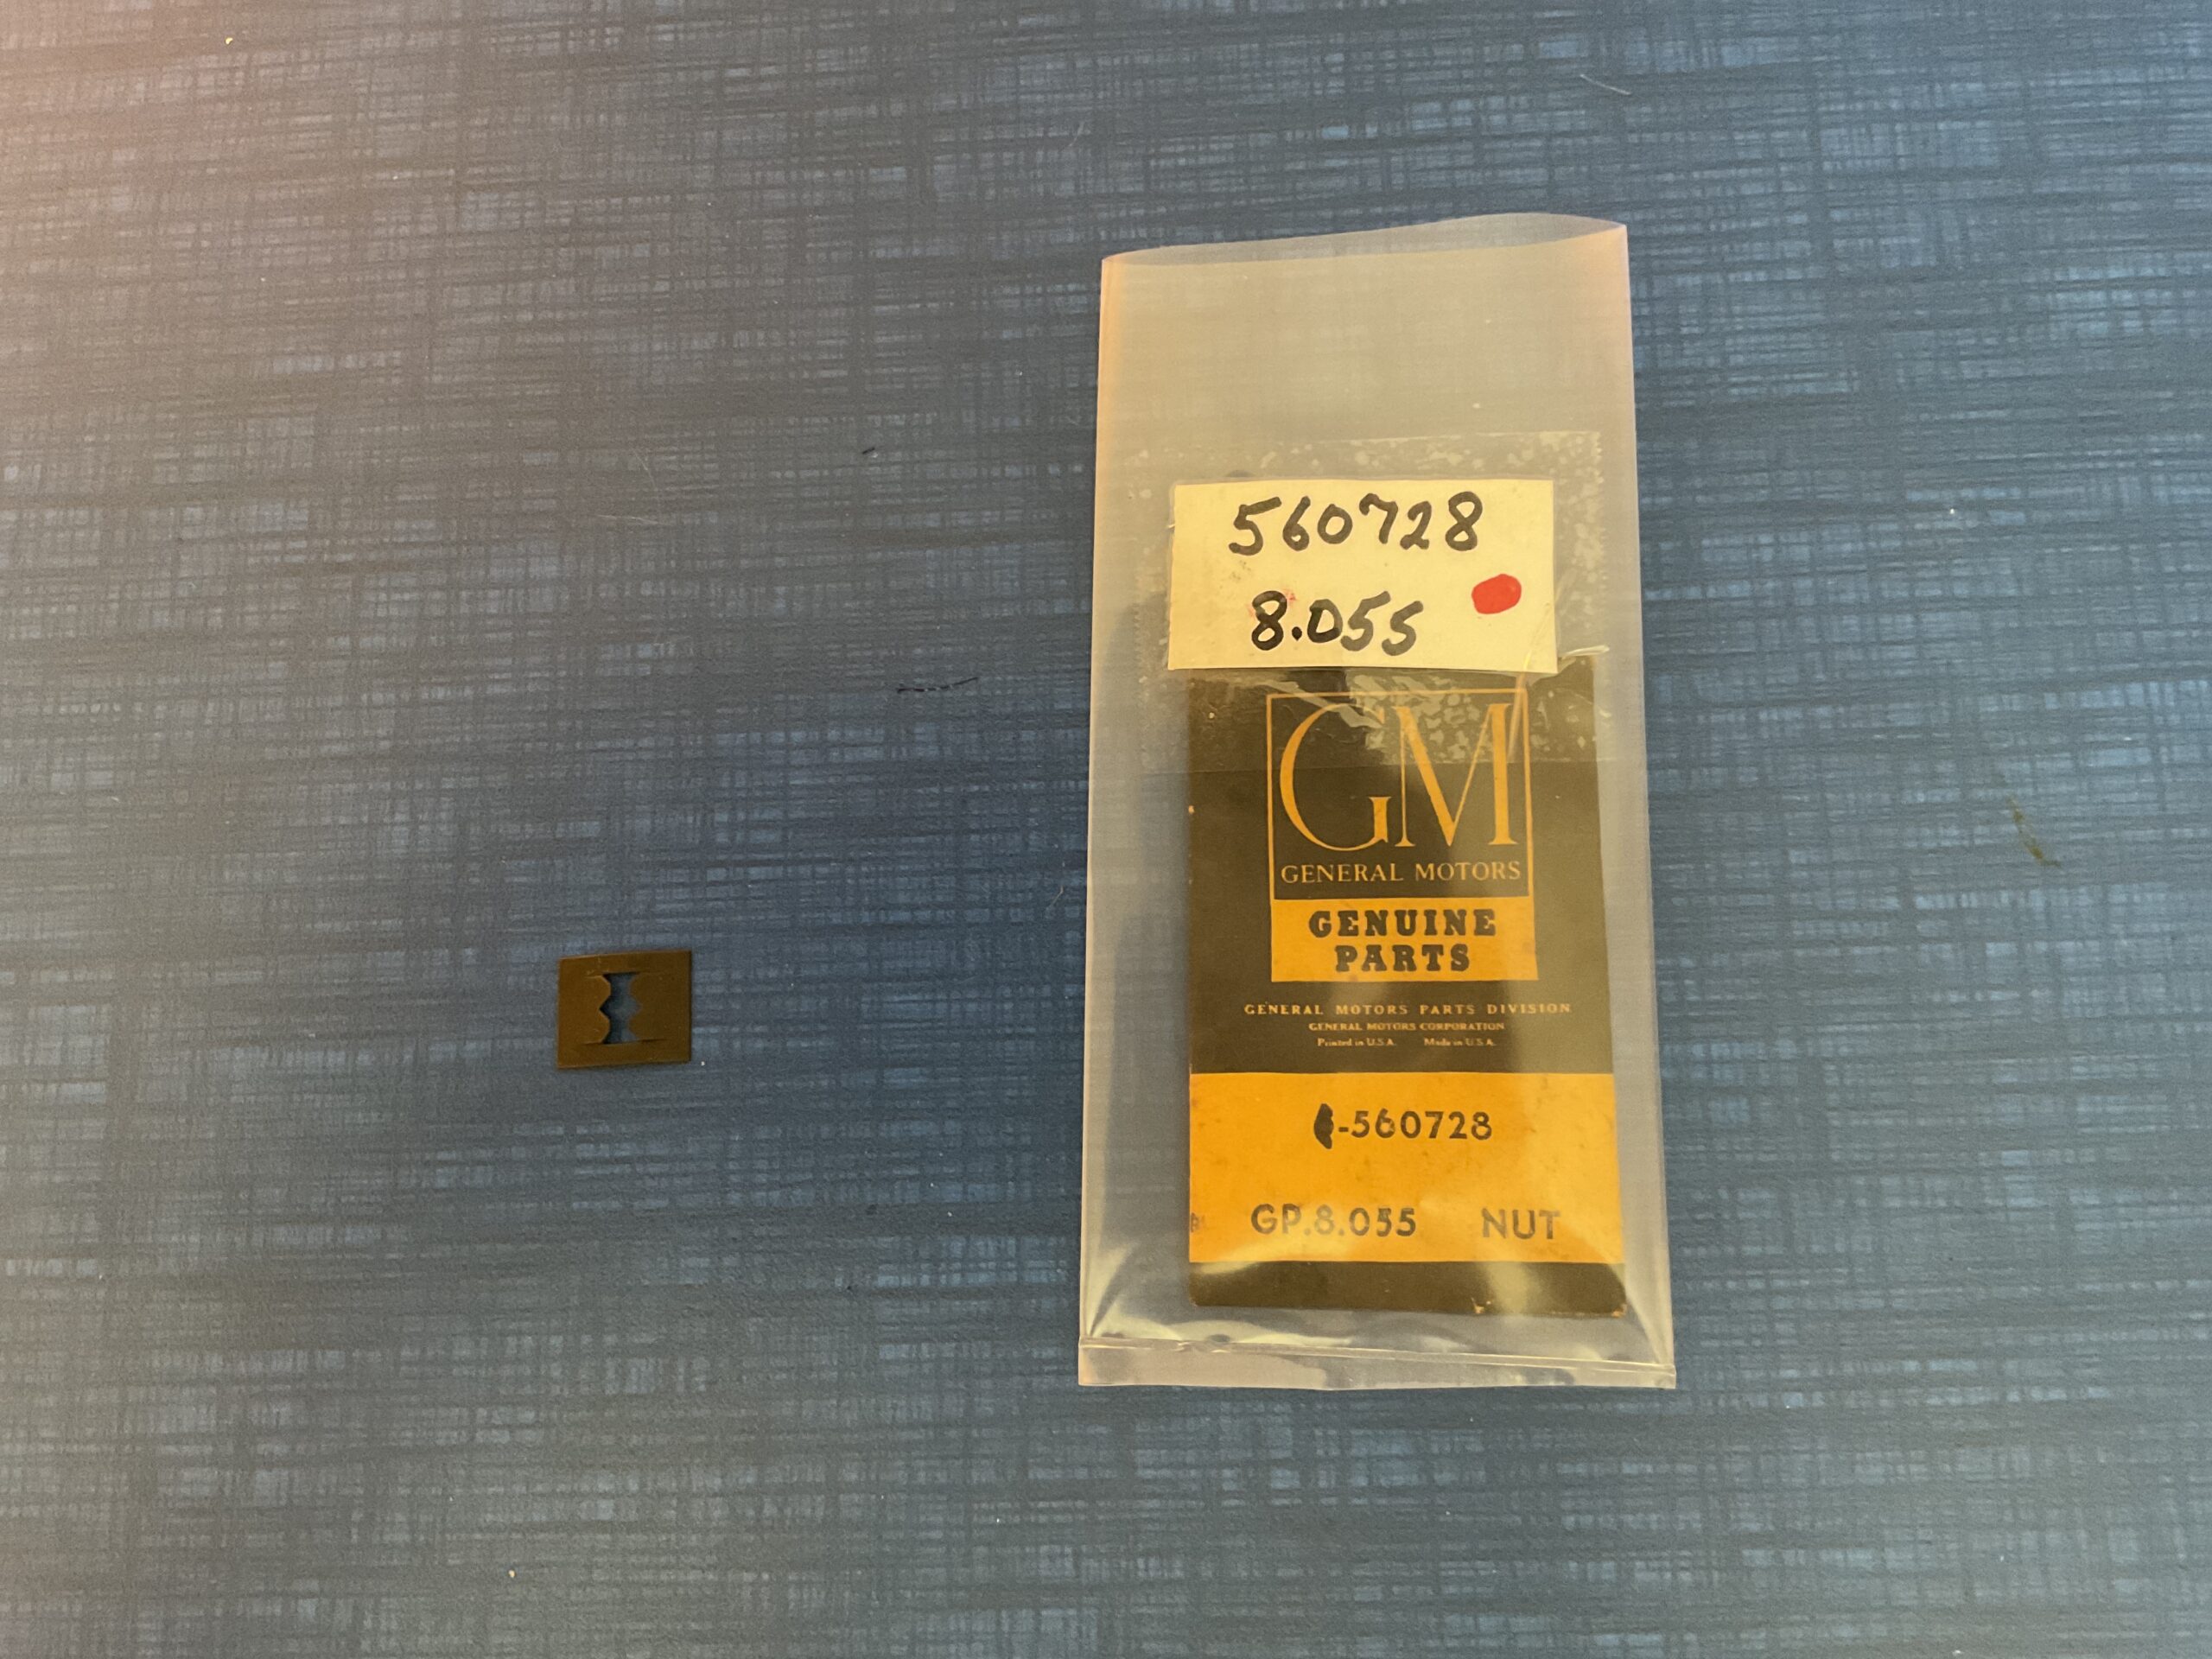 560728
8.055
GM
GENERAL MOTORS
GENUINE
PARTS
GENERAL MOTORS PARTS DIVISION
GENERAL MOTORS CORPORATION
Printed in U.S.A. Made in U.S.A.
-560728
GP.8.055 NUT